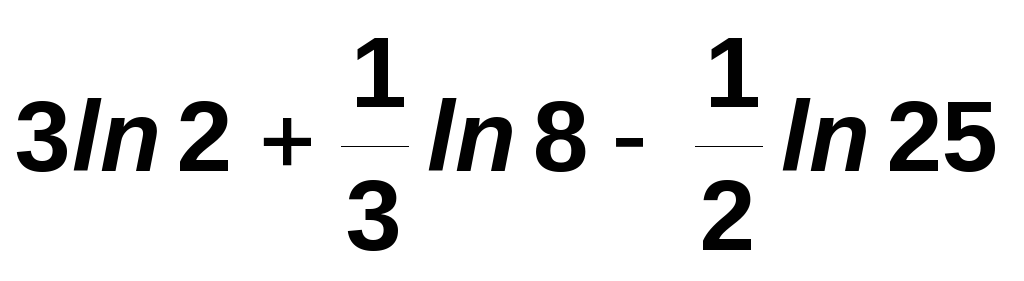 3ln 2 + 1/3 ln 8 - 1/2 ln 25